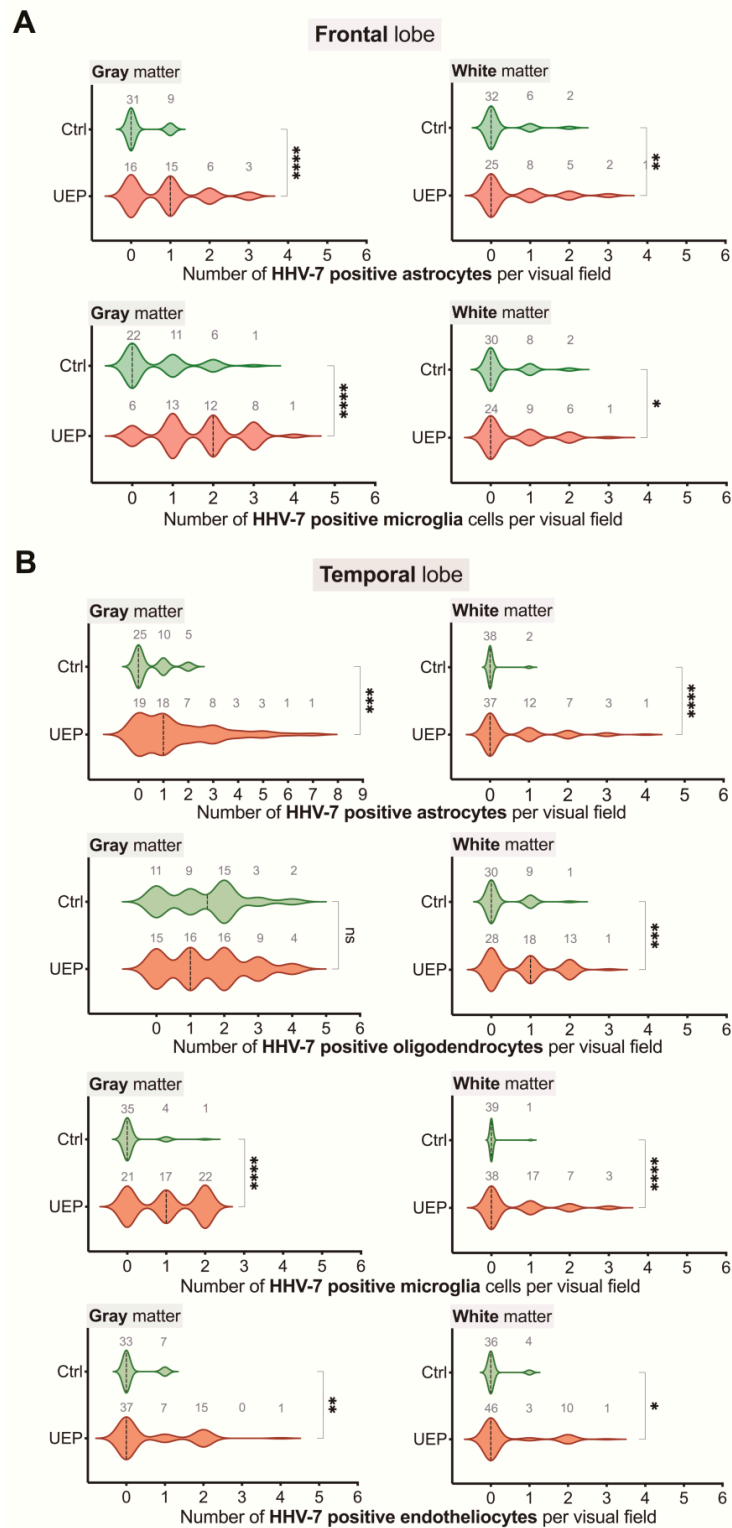 A
Frontal lobe
Gray matter
White matter
31 9
Ctrl
16 15 6 3
UEP
****
0 1 2 3 4 5 6
32 6 2
25 8 5 2 1
**
0 1 2 3 4 5 6
Number of HHV-7 positive astrocytes per visual field
Gray matter
White matter
22 11 6 1
Ctrl
6 13 12 8 1
UEP
****
0 1 2 3 4 5 6
30 8 2
24 9 6 1
*
0 1 2 3 4 5 6
Number of HHV-7 positive microglia cells per visual field
B
Temporal lobe
Gray matter
White matter
25 10 5
Ctrl
19 18 7 8 3 3 1 1
UEP
***
0 1 2 3 4 5 6 7 8 9
38 2
37 12 7 3 1
****
0 1 2 3 4 5 6
Number of HHV-7 positive astrocytes per visual field
Gray matter
White matter
11 9 15 3 2
Ctrl
15 16 16 9 4
UEP
ns
0 1 2 3 4 5 6
30 9 1
28 18 13 1
***
0 1 2 3 4 5 6
Number of HHV-7 positive oligodendrocytes per visual field
Gray matter
White matter
35 4 1
Ctrl
21 17 22
UEP
****
0 1 2 3 4 5 6
39 1
38 17 7 3
****
0 1 2 3 4 5 6
Number of HHV-7 positive microglia cells per visual field
Gray matter
White matter
33 7
Ctrl
37 7 15 0 1
UEP
**
0 1 2 3 4 5 6
36 4
46 3 10 1
*
0 1 2 3 4 5 6
Number of HHV-7 positive endotheliocytes per visual field